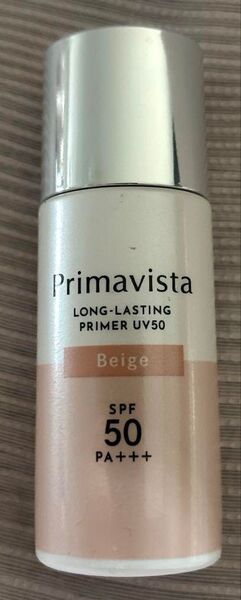 Primavista
LONG-LASTING
PRIMER UV50
Beige
SPF
50
PA+++